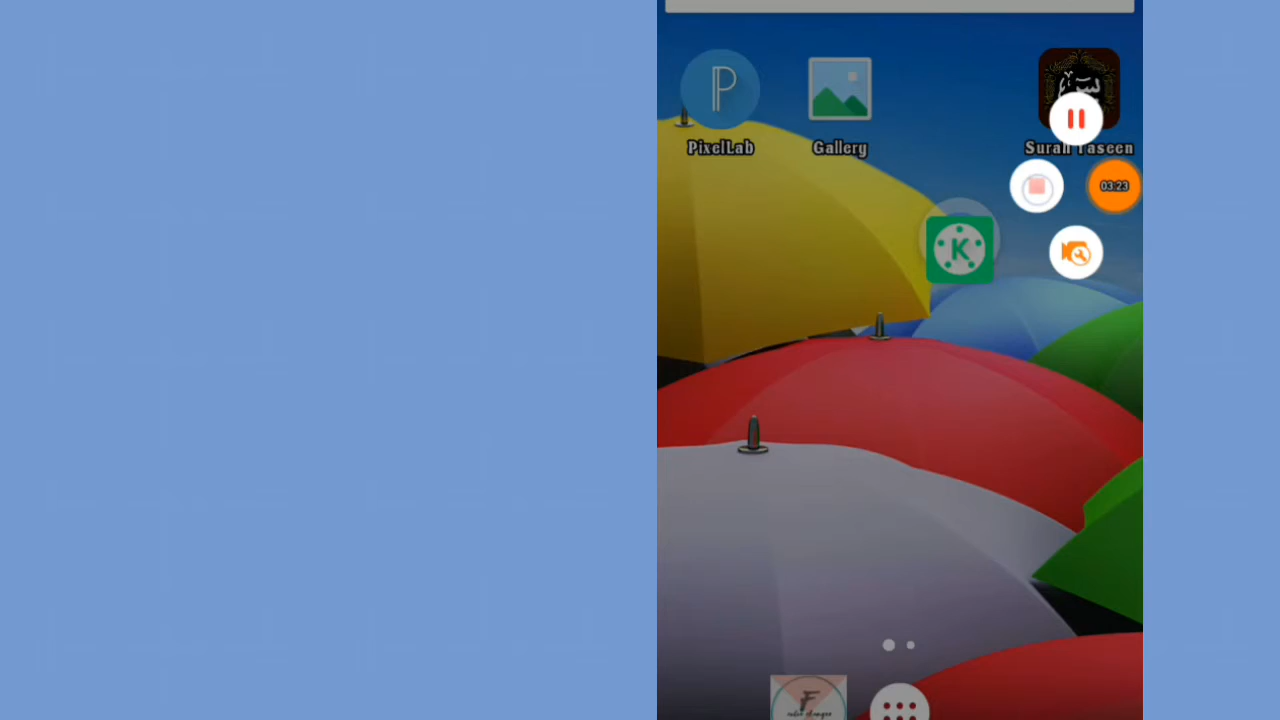 P
يٰسٓ
PixelLab
Gallery
Surah Yaseen
03:23
K
F